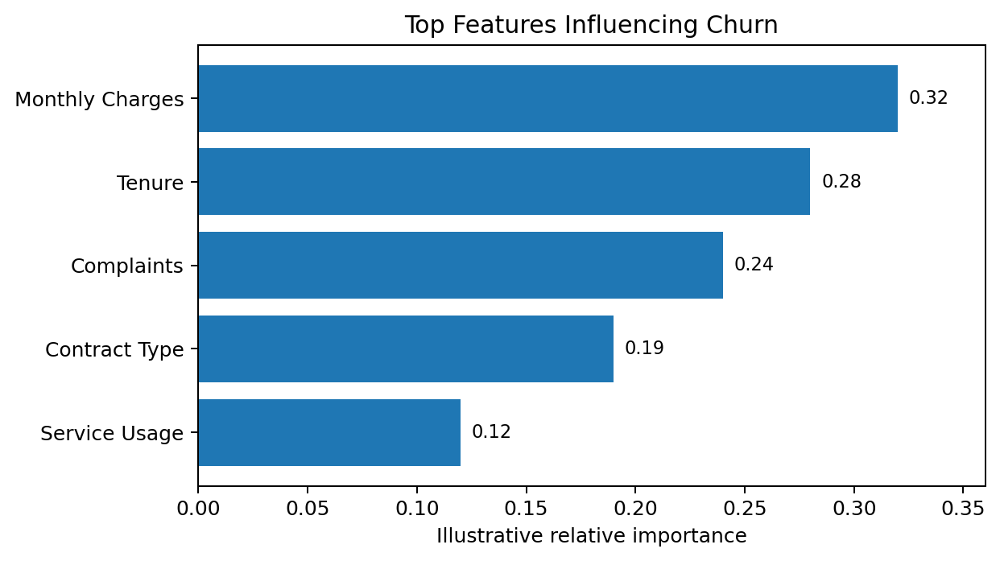 Top Features Influencing Churn
Monthly Charges
0.32
Tenure
0.28
Complaints
0.24
Contract Type
0.19
Service Usage
0.12
0.00 0.05 0.10 0.15 0.20 0.25 0.30 0.35
Illustrative relative importance